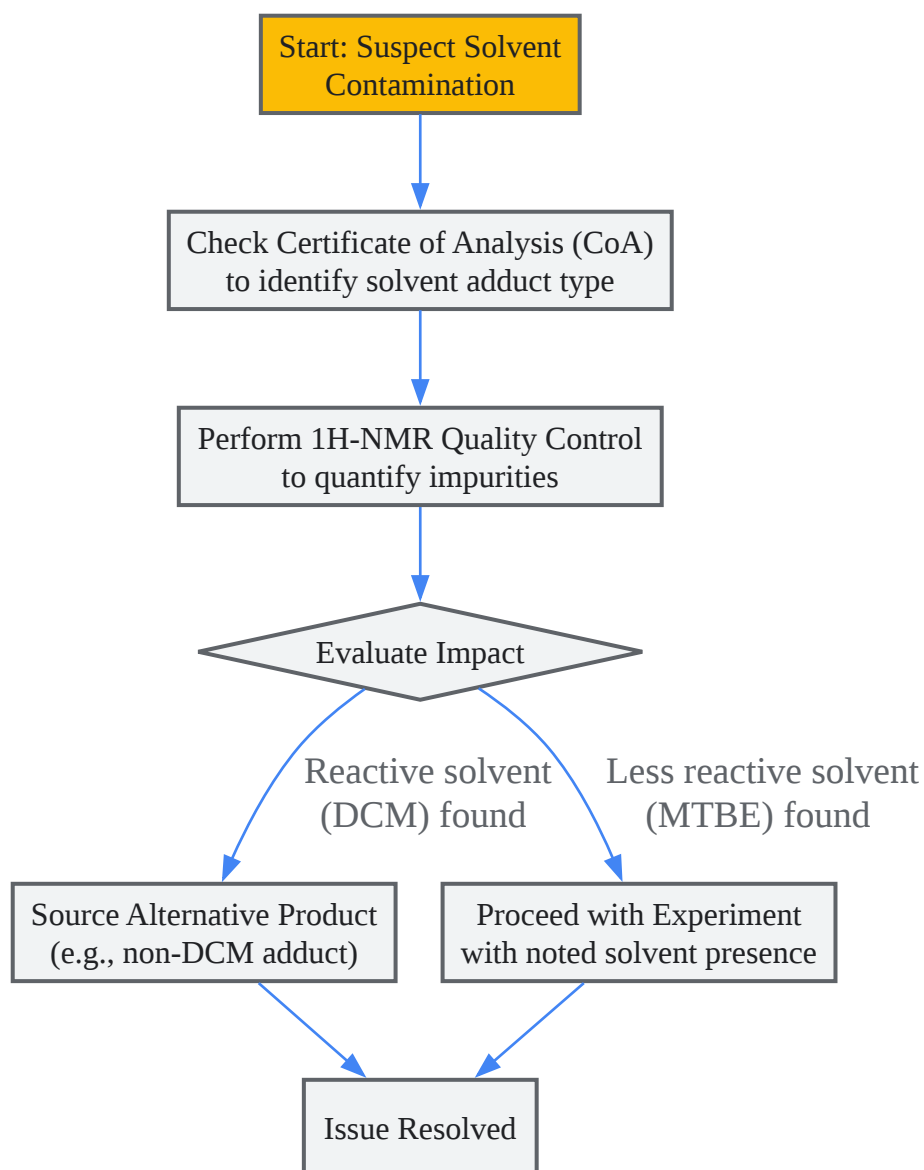 Start: Suspect Solvent
Contamination
Check Certificate of Analysis (CoA)
to identify solvent adduct type
Perform 1H-NMR Quality Control
to quantify impurities
Evaluate Impact
Reactive solvent
(DCM) found
Less reactive solvent
(MTBE) found
Source Alternative Product
(e.g., non-DCM adduct)
Proceed with Experiment
with noted solvent presence
Issue Resolved